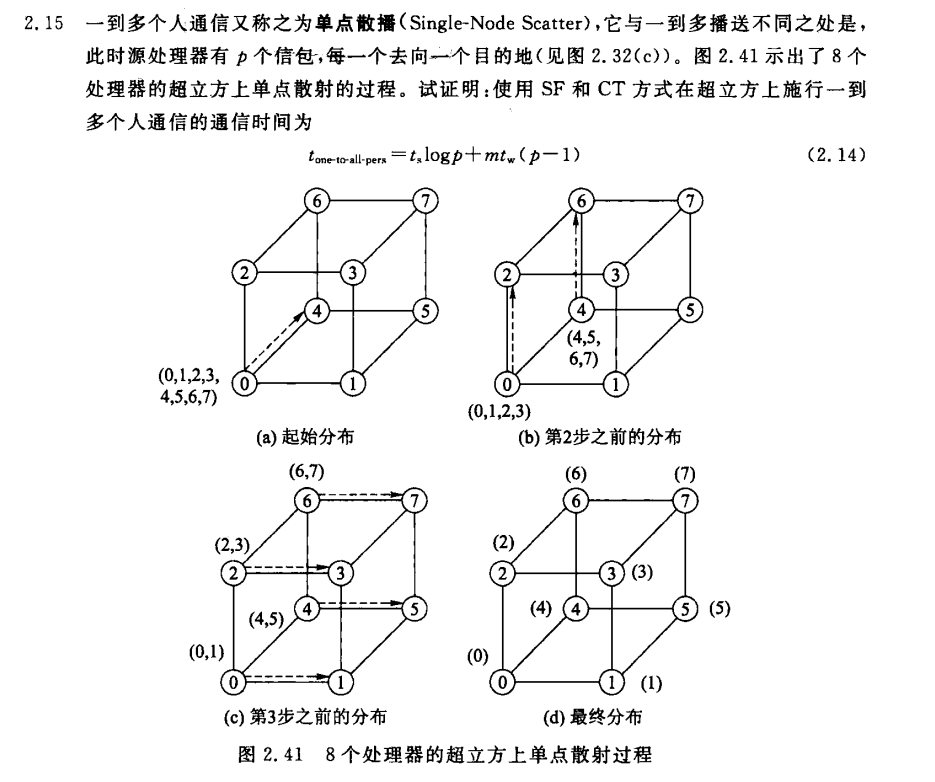 2.15 一到多个人通信又称之为单点散播(Single-Node Scatter),它与一到多播送不同之处是,
此时源处理器有 p 个信包,每一个去向一个目的地(见图 2.32(c))。图 2.41 示出了 8 个
处理器的超立方上单点散射的过程。试证明:使用 SF 和 CT 方式在超立方上施行一到
多个人通信的通信时间为
t_one-to-all-pers = t_s log p + m t_w (p-1) (2.14)
6 7 2 3 4 5 0 1
(0,1,2,3,
4,5,6,7)
(a) 起始分布
6 7 2 3 4 5 0 1
(4,5,
6,7)
(0,1,2,3)
(b) 第2步之前的分布
(6,7)
6 7
(2,3)
2 3
4 5
(4,5)
(0,1)
0 1
(c) 第3步之前的分布
(6) (7)
6 7
(2)
2 3 (3)
(4) 4 5 (5)
(0)
0 1 (1)
(d) 最终分布
图 2.41 8 个处理器的超立方上单点散射过程